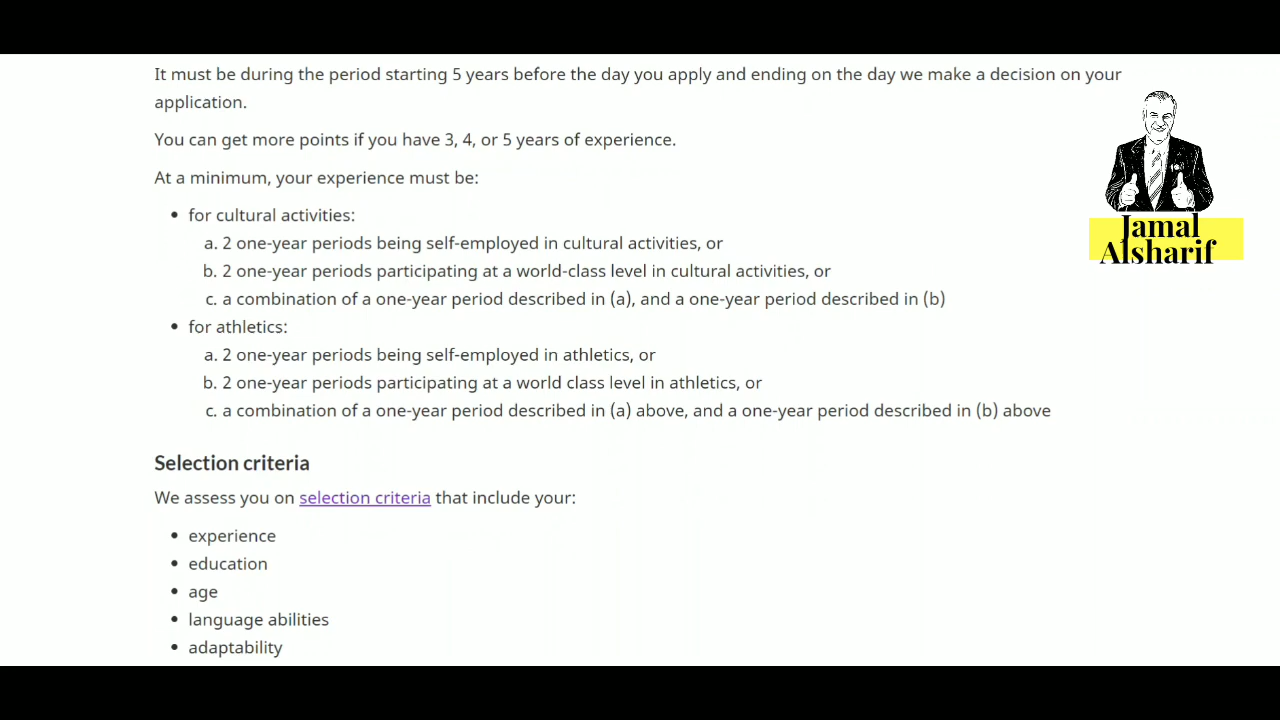 It must be during the period starting 5 years before the day you apply and ending on the day we make a decision on your
application.
You can get more points if you have 3, 4, or 5 years of experience.
At a minimum, your experience must be:
• for cultural activities:
a. 2 one-year periods being self-employed in cultural activities, or
b. 2 one-year periods participating at a world-class level in cultural activities, or
c. a combination of a one-year period described in (a), and a one-year period described in (b)
• for athletics:
a. 2 one-year periods being self-employed in athletics, or
b. 2 one-year periods participating at a world class level in athletics, or
c. a combination of a one-year period described in (a) above, and a one-year period described in (b) above
Selection criteria
We assess you on selection criteria that include your:
• experience
• education
• age
• language abilities
• adaptability
Jamal
Alsharif